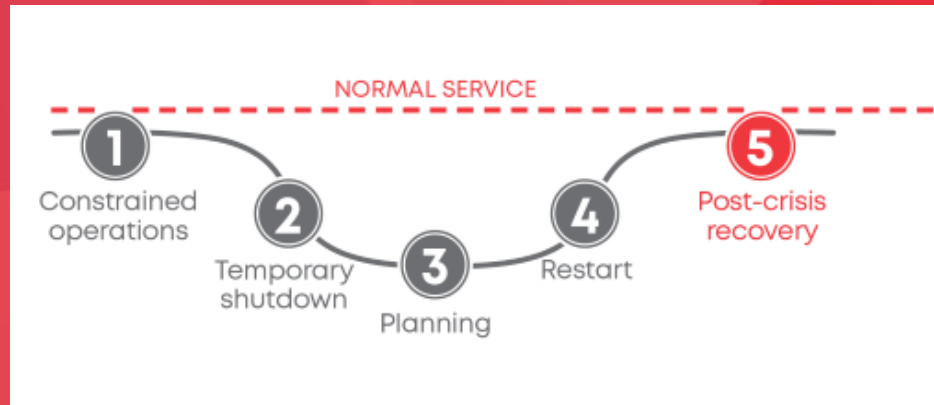 NORMAL SERVICE
1
Constrained
operations
2
Temporary
shutdown
3
Planning
4
Restart
5
Post-crisis
recovery